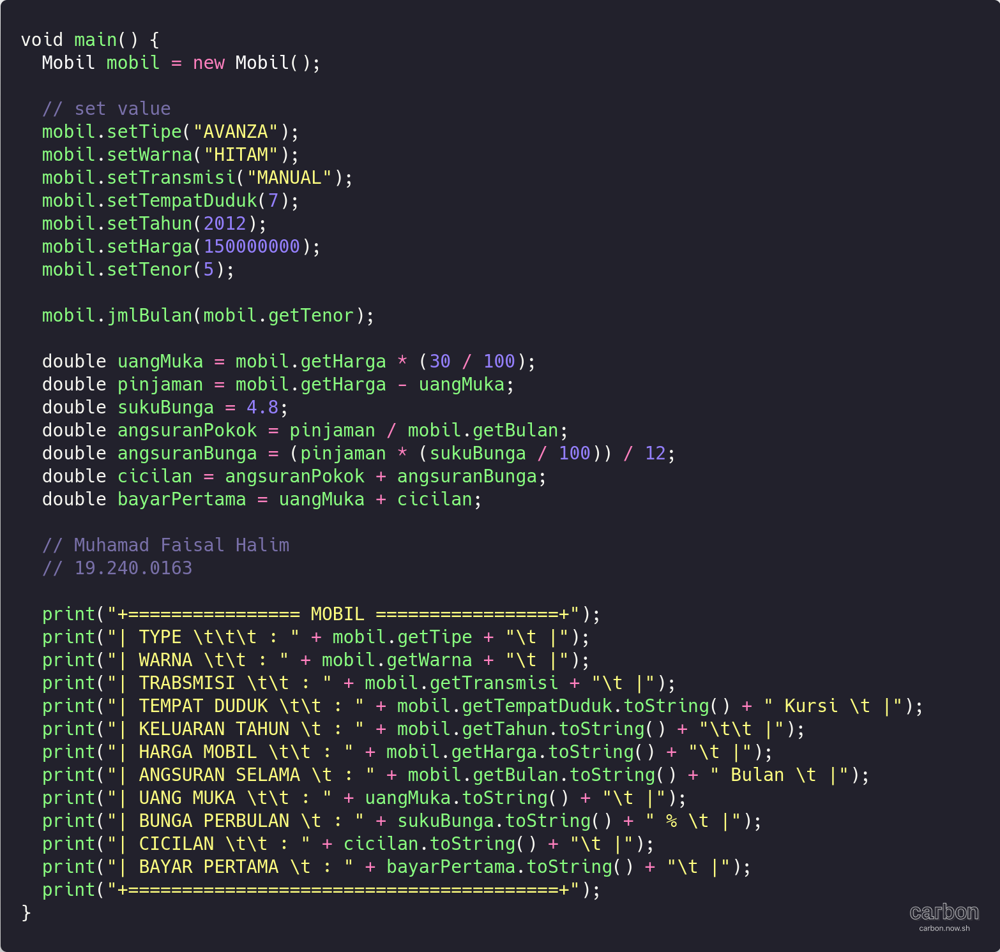 void main() {
  Mobil mobil = new Mobil();

  // set value
  mobil.setTipe("AVANZA");
  mobil.setWarna("HITAM");
  mobil.setTransmisi("MANUAL");
  mobil.setTempatDuduk(7);
  mobil.setTahun(2012);
  mobil.setHarga(150000000);
  mobil.setTenor(5);

  mobil.jmlBulan(mobil.getTenor);

  double uangMuka = mobil.getHarga * (30 / 100);
  double pinjaman = mobil.getHarga - uangMuka;
  double sukuBunga = 4.8;
  double angsuranPokok = pinjaman / mobil.getBulan;
  double angsuranBunga = (pinjaman * (sukuBunga / 100)) / 12;
  double cicilan = angsuranPokok + angsuranBunga;
  double bayarPertama = uangMuka + cicilan;

  // Muhamad Faisal Halim
  // 19.240.0163

  print("+================ MOBIL =================+");
  print("| TYPE \t\t\t : " + mobil.getTipe + "\t |");
  print("| WARNA \t\t : " + mobil.getWarna + "\t |");
  print("| TRABSMISI \t\t : " + mobil.getTransmisi + "\t |");
  print("| TEMPAT DUDUK \t\t : " + mobil.getTempatDuduk.toString() + " Kursi \t |");
  print("| KELUARAN TAHUN \t : " + mobil.getTahun.toString() + "\t\t |");
  print("| HARGA MOBIL \t\t : " + mobil.getHarga.toString() + "\t |");
  print("| ANGSURAN SELAMA \t : " + mobil.getBulan.toString() + " Bulan \t |");
  print("| UANG MUKA \t\t : " + uangMuka.toString() + "\t |");
  print("| BUNGA PERBULAN \t : " + sukuBunga.toString() + " % \t |");
  print("| CICILAN \t\t : " + cicilan.toString() + "\t |");
  print("| BAYAR PERTAMA \t : " + bayarPertama.toString() + "\t |");
  print("+========================================+");
}
carbon
carbon.now.sh